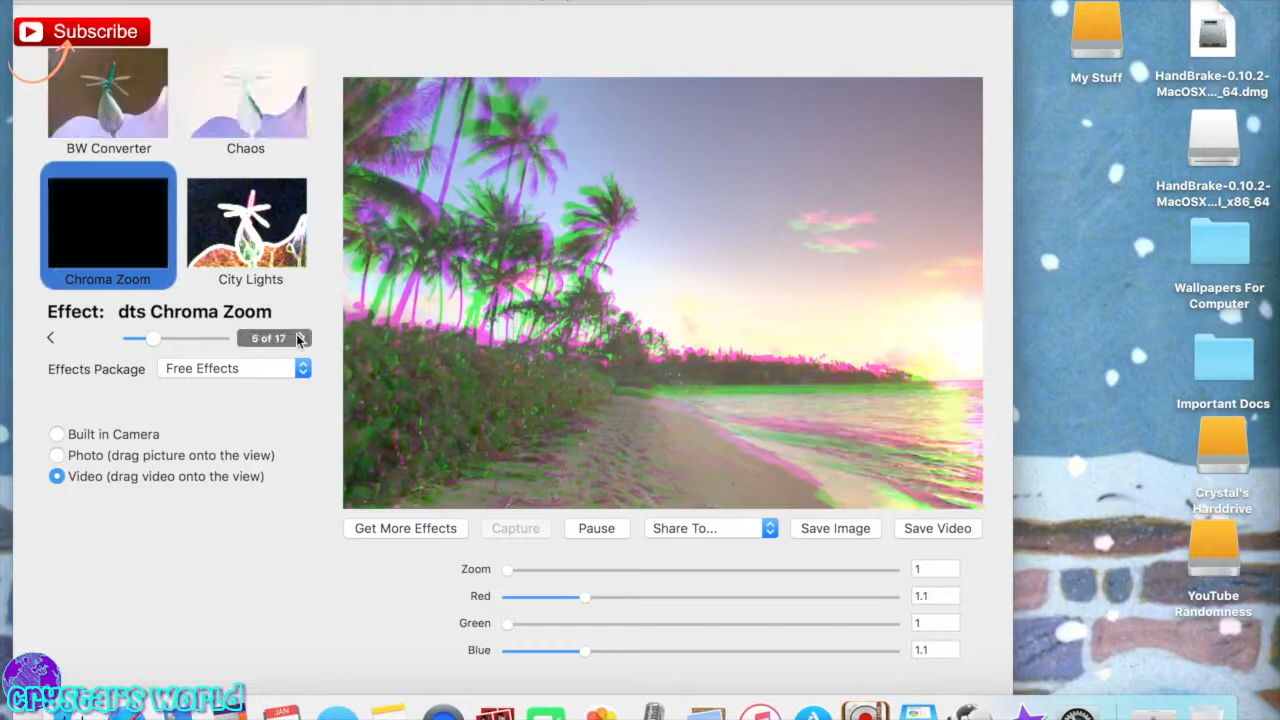 Subscribe
BW Converter
Chaos
Chroma Zoom
City Lights
Effect: dts Chroma Zoom
5 of 17
Effects Package
Free Effects
Built in Camera
Photo (drag picture onto the view)
Video (drag video onto the view)
Get More Effects
Capture
Pause
Share To...
Save Image
Save Video
Zoom
1
Red
1.1
Green
1
Blue
1.1
My Stuff
HandBrake-0.10.2-
MacOSX..._64.dmg
HandBrake-0.10.2-
MacOSX...I_x86_64
Wallpapers For
Computer
Important Docs
Crystal's
Harddrive
YouTube
Randomness
JAN
Crystal's World